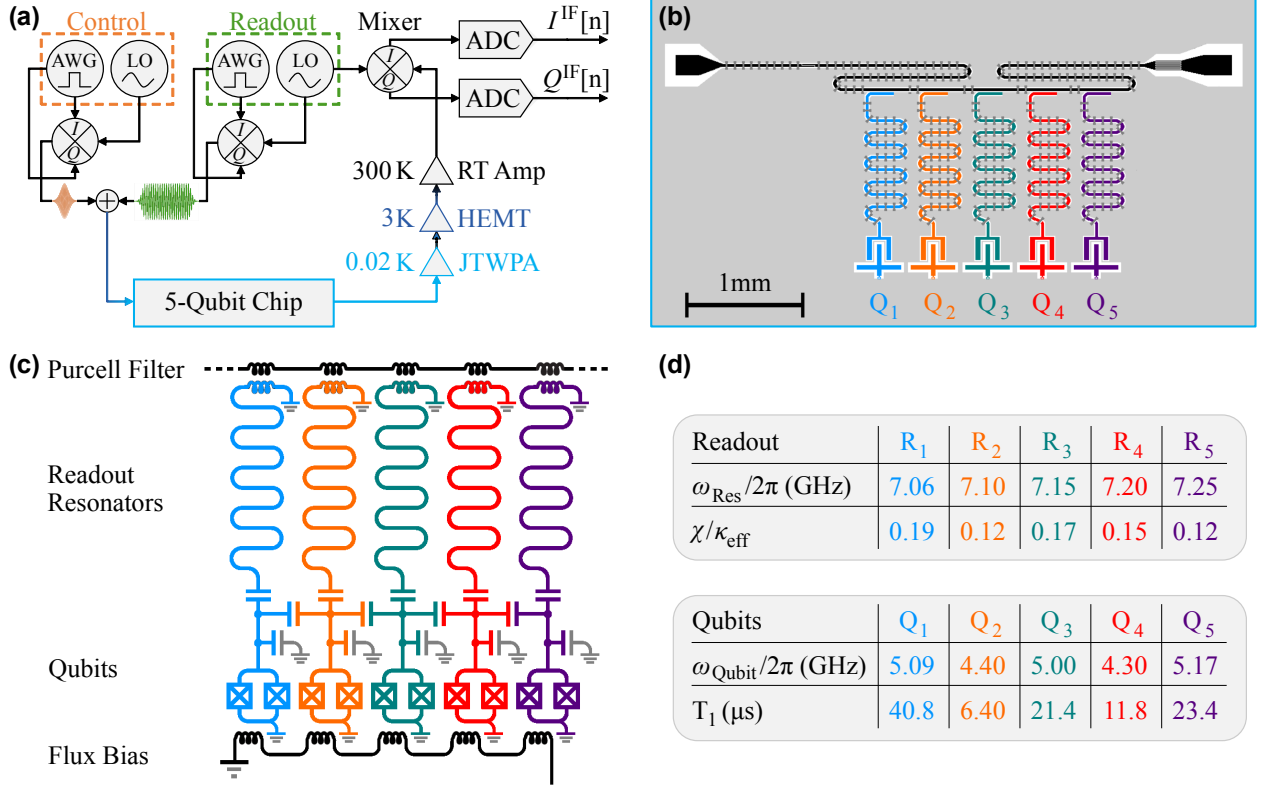 (a)
Control
Readout
Mixer
AWG
LO
AWG
LO
I
Q
ADC
I^IF[n]
ADC
Q^IF[n]
I
Q
I
Q
300 K
RT Amp
3K
HEMT
0.02 K
JTWPA
5-Qubit Chip
(b)
1mm
Q1
Q2
Q3
Q4
Q5
(c)
Purcell Filter
Readout
Resonators
Qubits
Flux Bias
(d)
Readout R1 R2 R3 R4 R5
ω_Res/2π (GHz) 7.06 7.10 7.15 7.20 7.25
χ/κ_eff 0.19 0.12 0.17 0.15 0.12
Qubits Q1 Q2 Q3 Q4 Q5
ω_Qubit/2π (GHz) 5.09 4.40 5.00 4.30 5.17
T1 (μs) 40.8 6.40 21.4 11.8 23.4